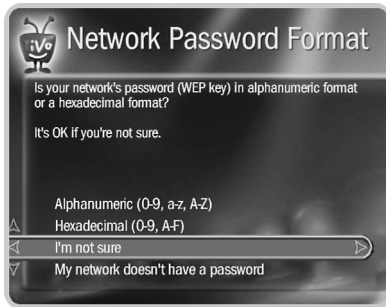 TiVo
Network Password Format
Is your network's password (WEP key) in alphanumeric format
or a hexadecimal format?
It's OK if you're not sure.
Alphanumeric (0-9, a-z, A-Z)
Hexadecimal (0-9, A-F)
I'm not sure
My network doesn't have a password